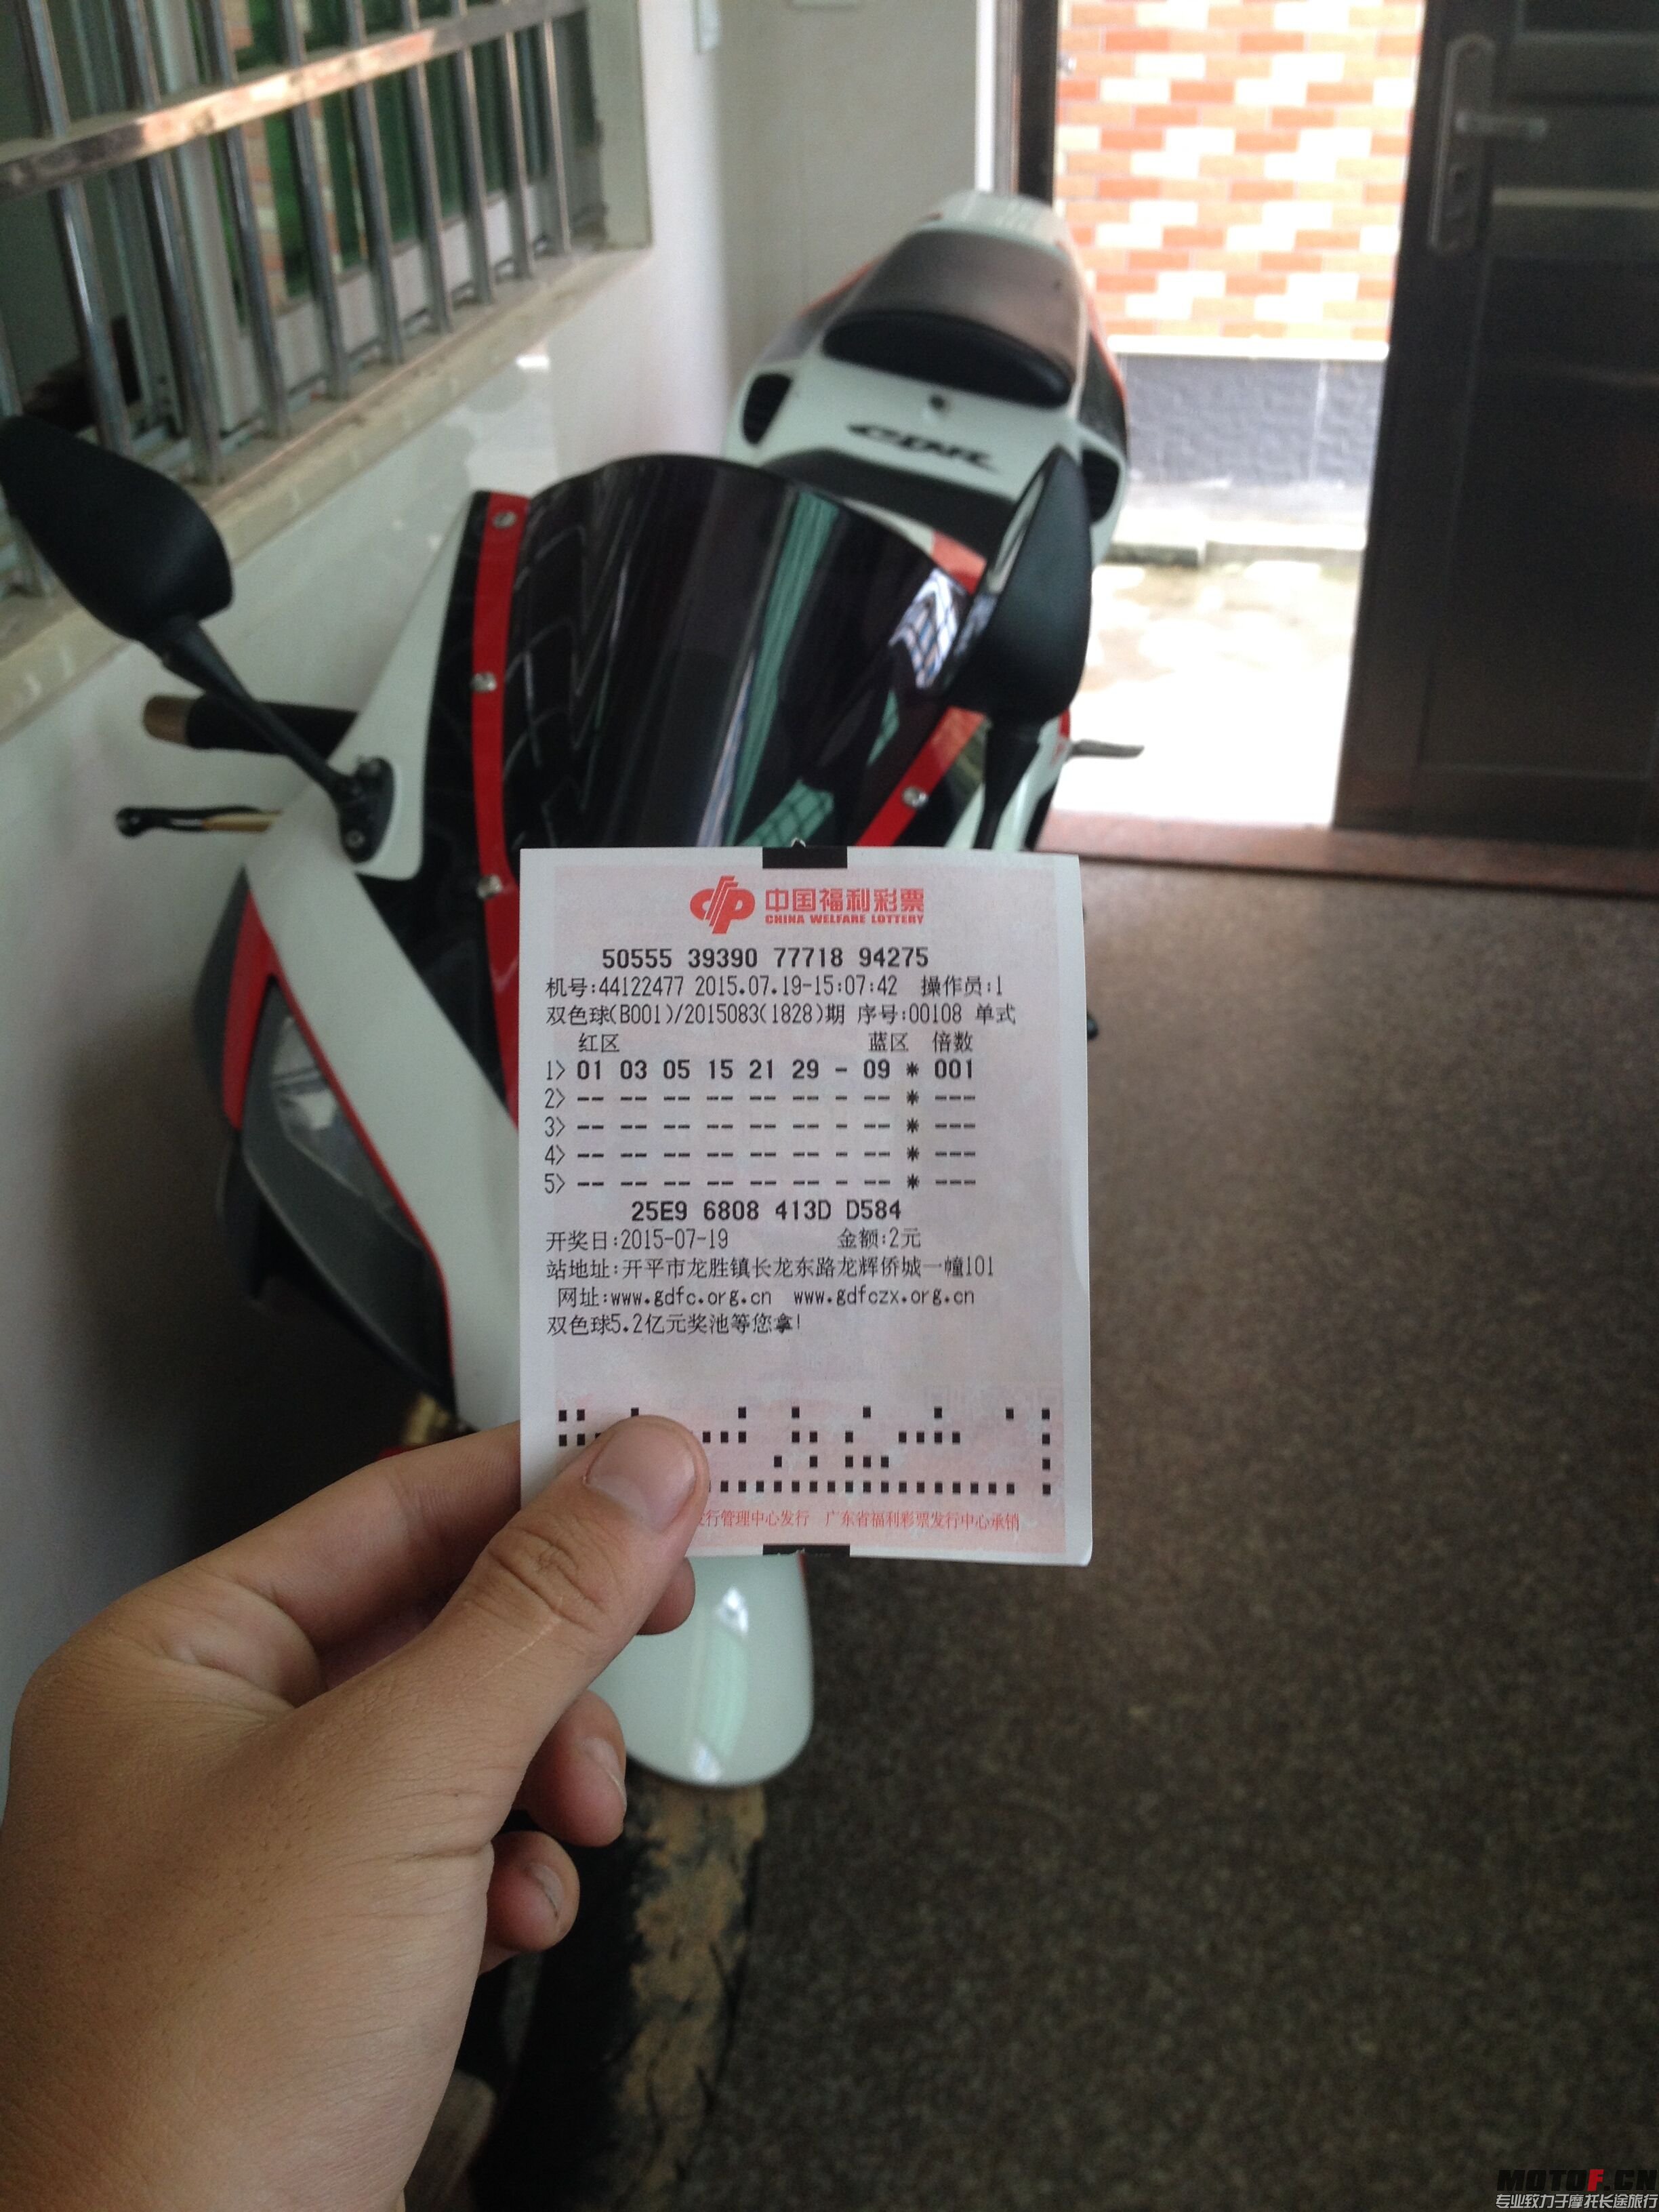 CBR
中国福利彩票
CHINA WELFARE LOTTERY
50555 39390 77718 94275
机号:44122477 2015.07.19-15:07:42 操作员:1
双色球(B001)/2015083(1828)期 序号:00108 单式
红区 蓝区 倍数
1> 01 03 05 15 21 29 - 09 * 001
2> -- -- -- -- -- -- - -- * ---
3> -- -- -- -- -- -- - -- * ---
4> -- -- -- -- -- -- - -- * ---
5> -- -- -- -- -- -- - -- * ---
25E9 6808 413D D584
开奖日:2015-07-19 金额:2元
站地址:开平市龙胜镇长龙东路龙辉侨城一幢101
网址:www.gdfc.org.cn www.gdfczx.org.cn
双色球5.2亿元奖池等您拿!
行管理中心发行 广东省福利彩票发行中心承销
MOTOF.CN
专业致力于摩托长途旅行